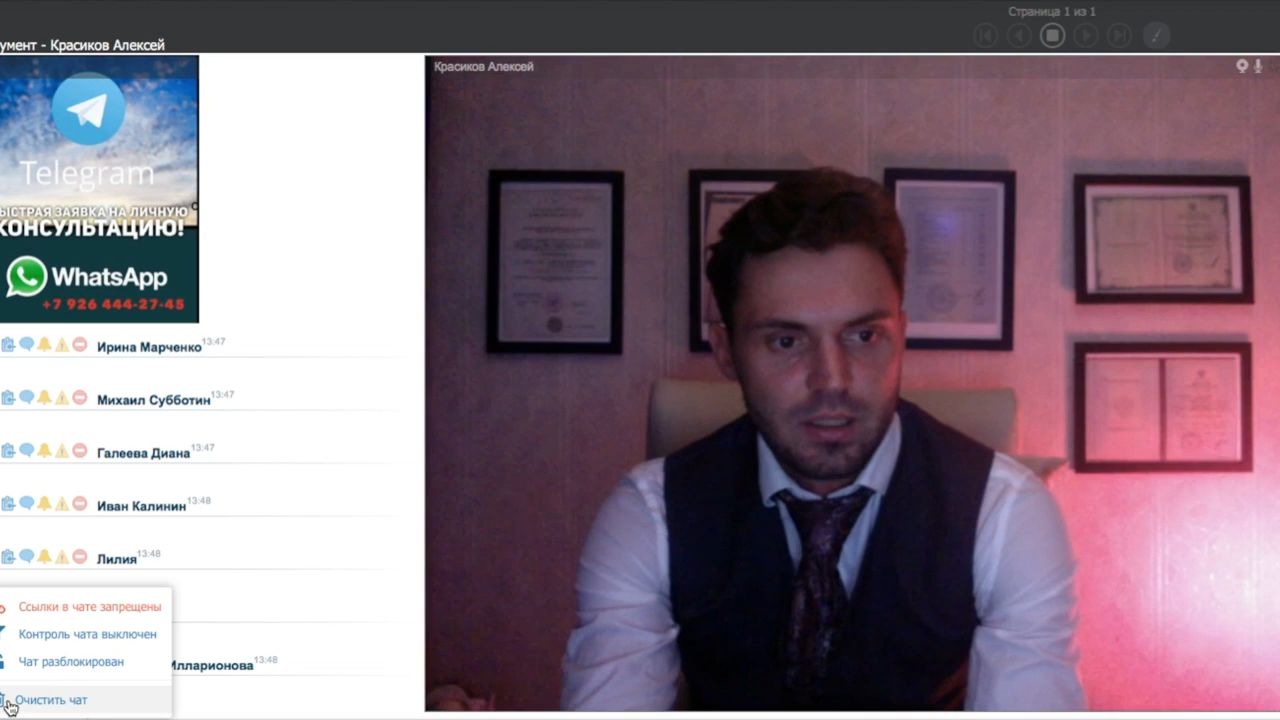 Страница 1 из 1
умент - Красиков Алексей
Красиков Алексей
Telegram
ЫСТРАЯ ЗАЯВКА НА ЛИЧНУЮ
КОНСУЛЬТАЦИЮ!
WhatsApp
+7 926 444-27-45
Ирина Марченко 13:47
Михаил Субботин 13:47
Галеева Диана 13:47
Иван Калинин 13:48
Лилия 13:48
Ссылки в чате запрещены
Контроль чата выключен
Чат разблокирован
Илларионова 13:48
Очистить чат